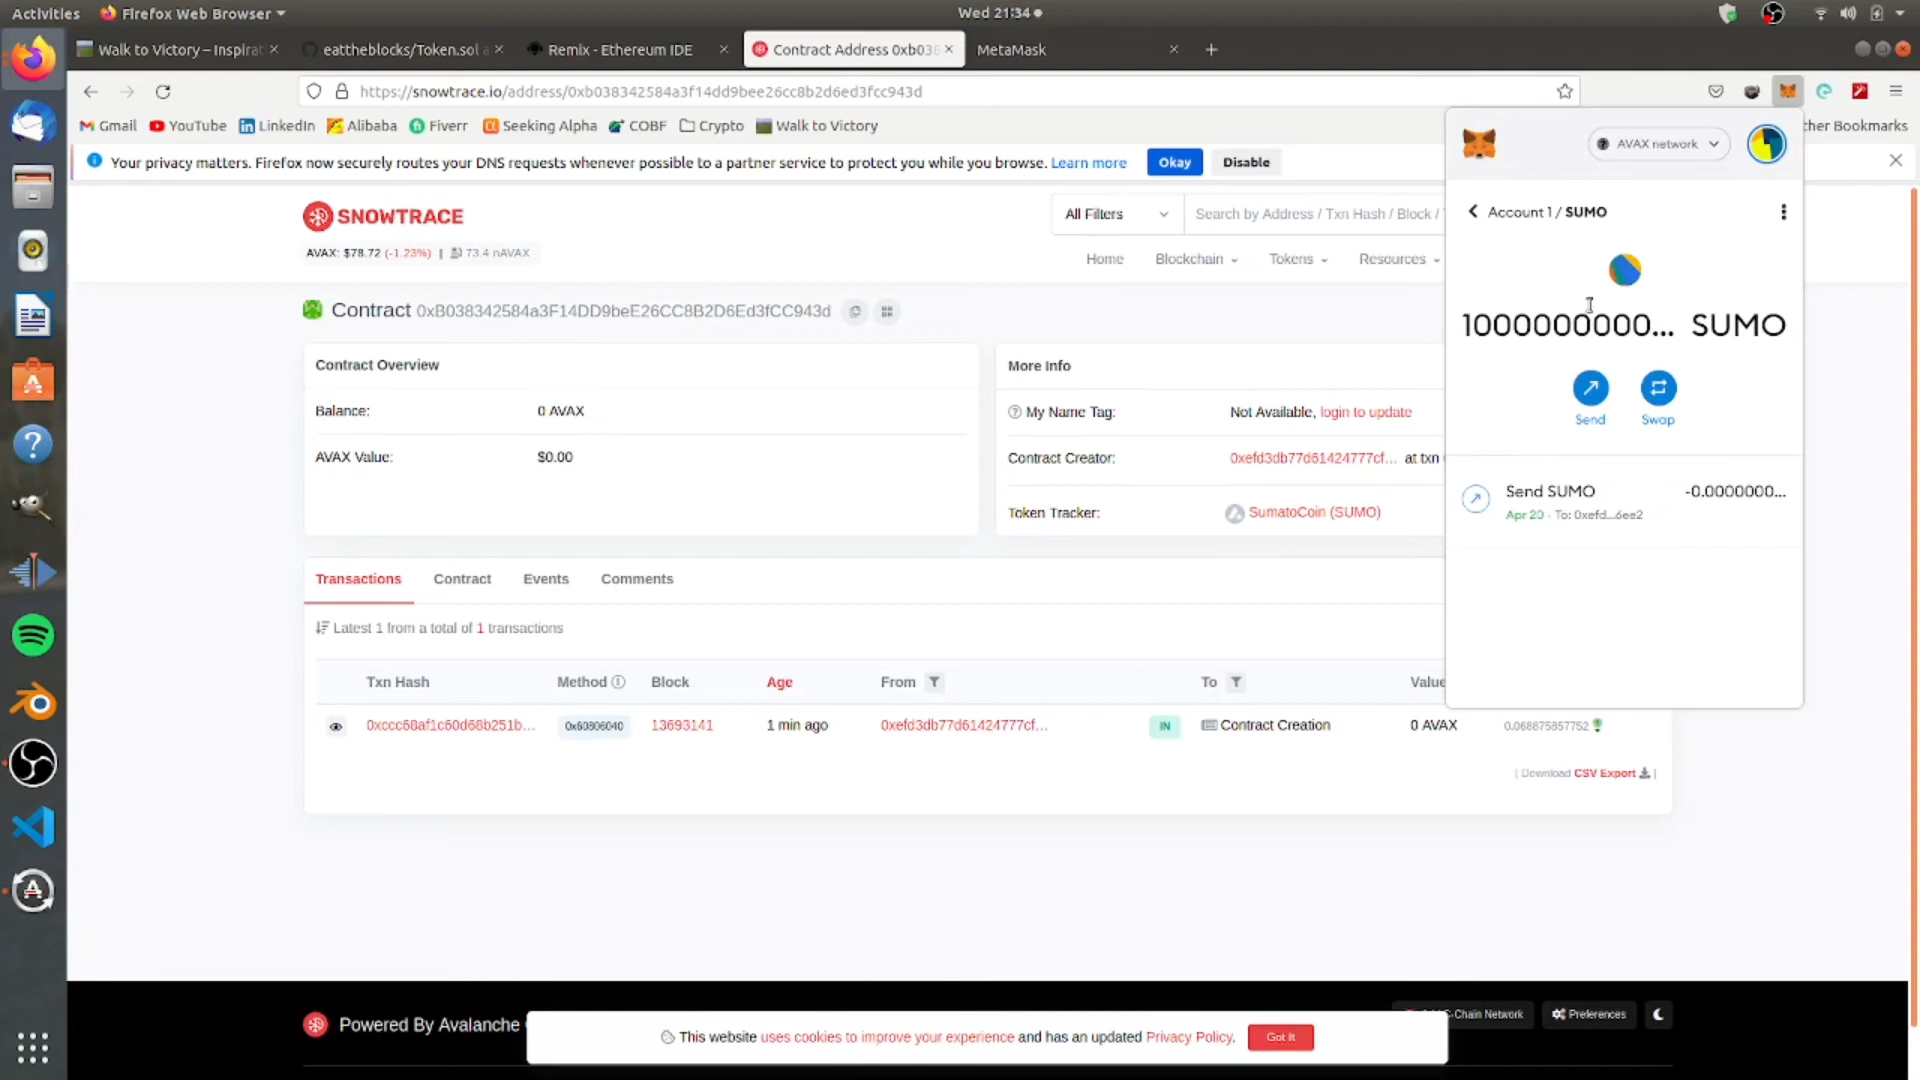 Activities
Firefox Web Browser
Wed 21:34
Walk to Victory – Inspirat
eattheblocks/Token.sol a
Remix - Ethereum IDE
Contract Address 0xb038
MetaMask
https://snowtrace.io/address/0xb038342584a3f14dd9bee26cc8b2d6ed3fcc943d
Gmail
YouTube
LinkedIn
Alibaba
Fiverr
Seeking Alpha
COBF
Crypto
Walk to Victory
ther Bookmarks
Your privacy matters. Firefox now securely routes your DNS requests whenever possible to a partner service to protect you while you browse. Learn more
Okay
Disable
SNOWTRACE
AVAX: $78.72 (-1.23%) | 73.4 nAVAX
All Filters
Search by Address / Txn Hash / Block /
Home
Blockchain
Tokens
Resources
Contract 0xB038342584a3F14DD9beE26CC8B2D6Ed3fCC943d
Contract Overview
Balance: 0 AVAX
AVAX Value: $0.00
More Info
My Name Tag: Not Available, login to update
Contract Creator: 0xefd3db77d61424777cf... at txn
Token Tracker: SumatoCoin (SUMO)
Transactions
Contract
Events
Comments
Latest 1 from a total of 1 transactions
Txn Hash Method Block Age From To Value
0xccc68af1c60d68b251b... 0x60806040 13693141 1 min ago 0xefd3db77d61424777cf... IN Contract Creation 0 AVAX 0.068875857752
[ Download CSV Export ]
AVAX network
Account 1 / SUMO
1000000000... SUMO
Send
Swap
Send SUMO -0.0000000...
Apr 20 · To: 0xefd...6ee2
Powered By Avalanche
C-Chain Network
Preferences
This website uses cookies to improve your experience and has an updated Privacy Policy.
Got It